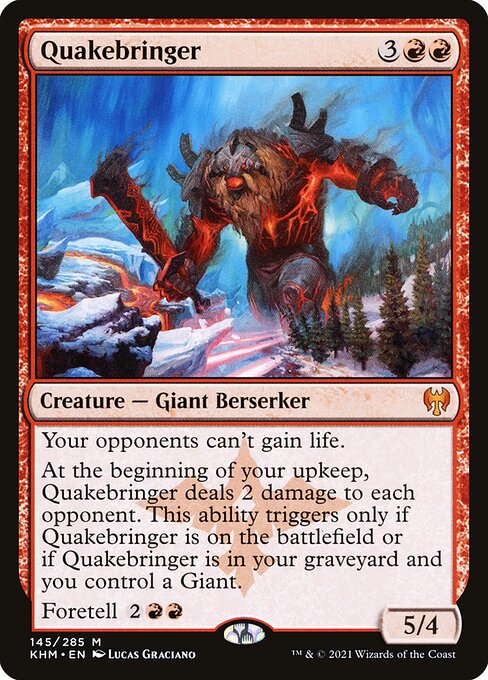 Quakebringer 3
Creature — Giant Berserker
Your opponents can't gain life.
At the beginning of your upkeep,
Quakebringer deals 2 damage to each
opponent. This ability triggers only if
Quakebringer is on the battlefield or
if Quakebringer is in your graveyard and
you control a Giant.
Foretell 2
5/4
145/285 M
KHM • EN Lucas Graciano
™ & © 2021 Wizards of the Coast